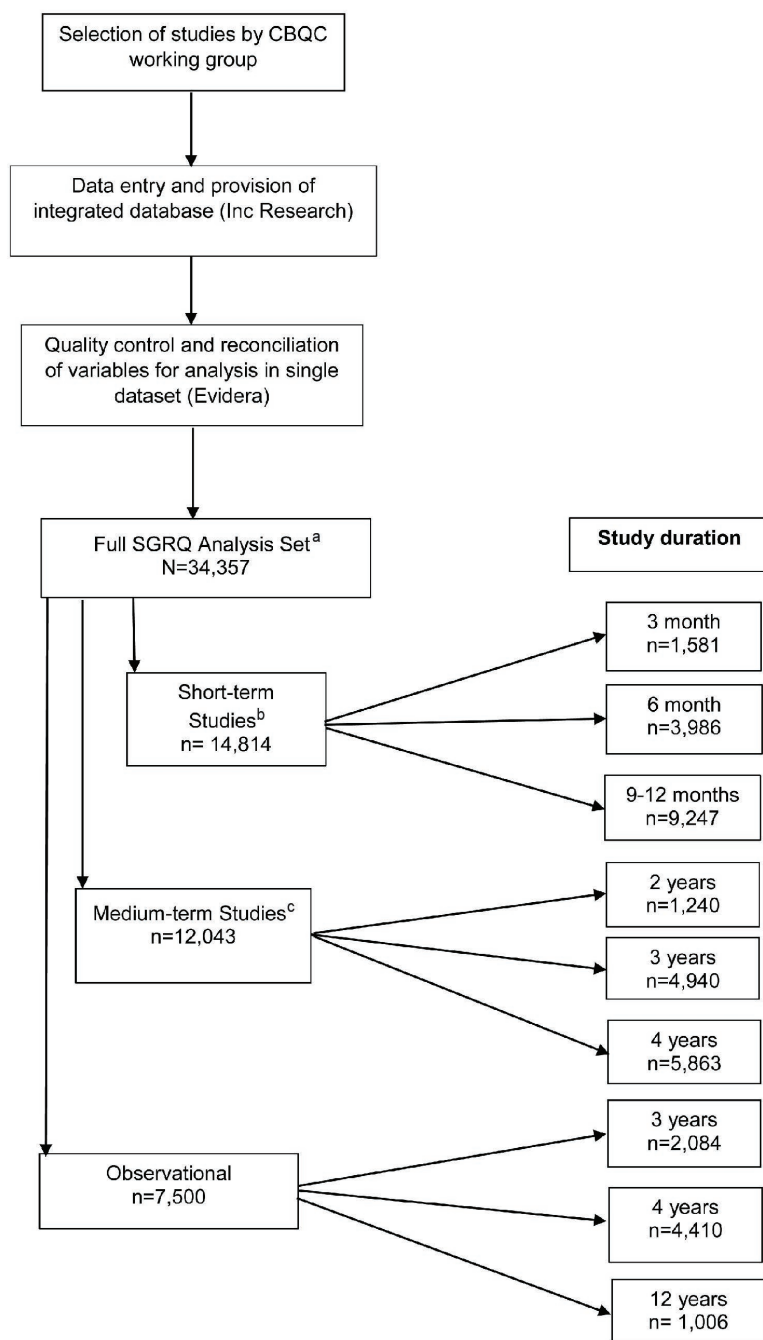 Selection of studies by CBQC
working group
Data entry and provision of
integrated database (Inc Research)
Quality control and reconciliation
of variables for analysis in single
dataset (Evidera)
Full SGRQ Analysis Setᵃ
N=34,357
Study duration
Short-term
Studiesᵇ
n= 14,814
3 month
n=1,581
6 month
n=3,986
9-12 months
n=9,247
Medium-term Studiesᶜ
n=12,043
2 years
n=1,240
3 years
n=4,940
4 years
n=5,863
Observational
n=7,500
3 years
n=2,084
4 years
n=4,410
12 years
n= 1,006